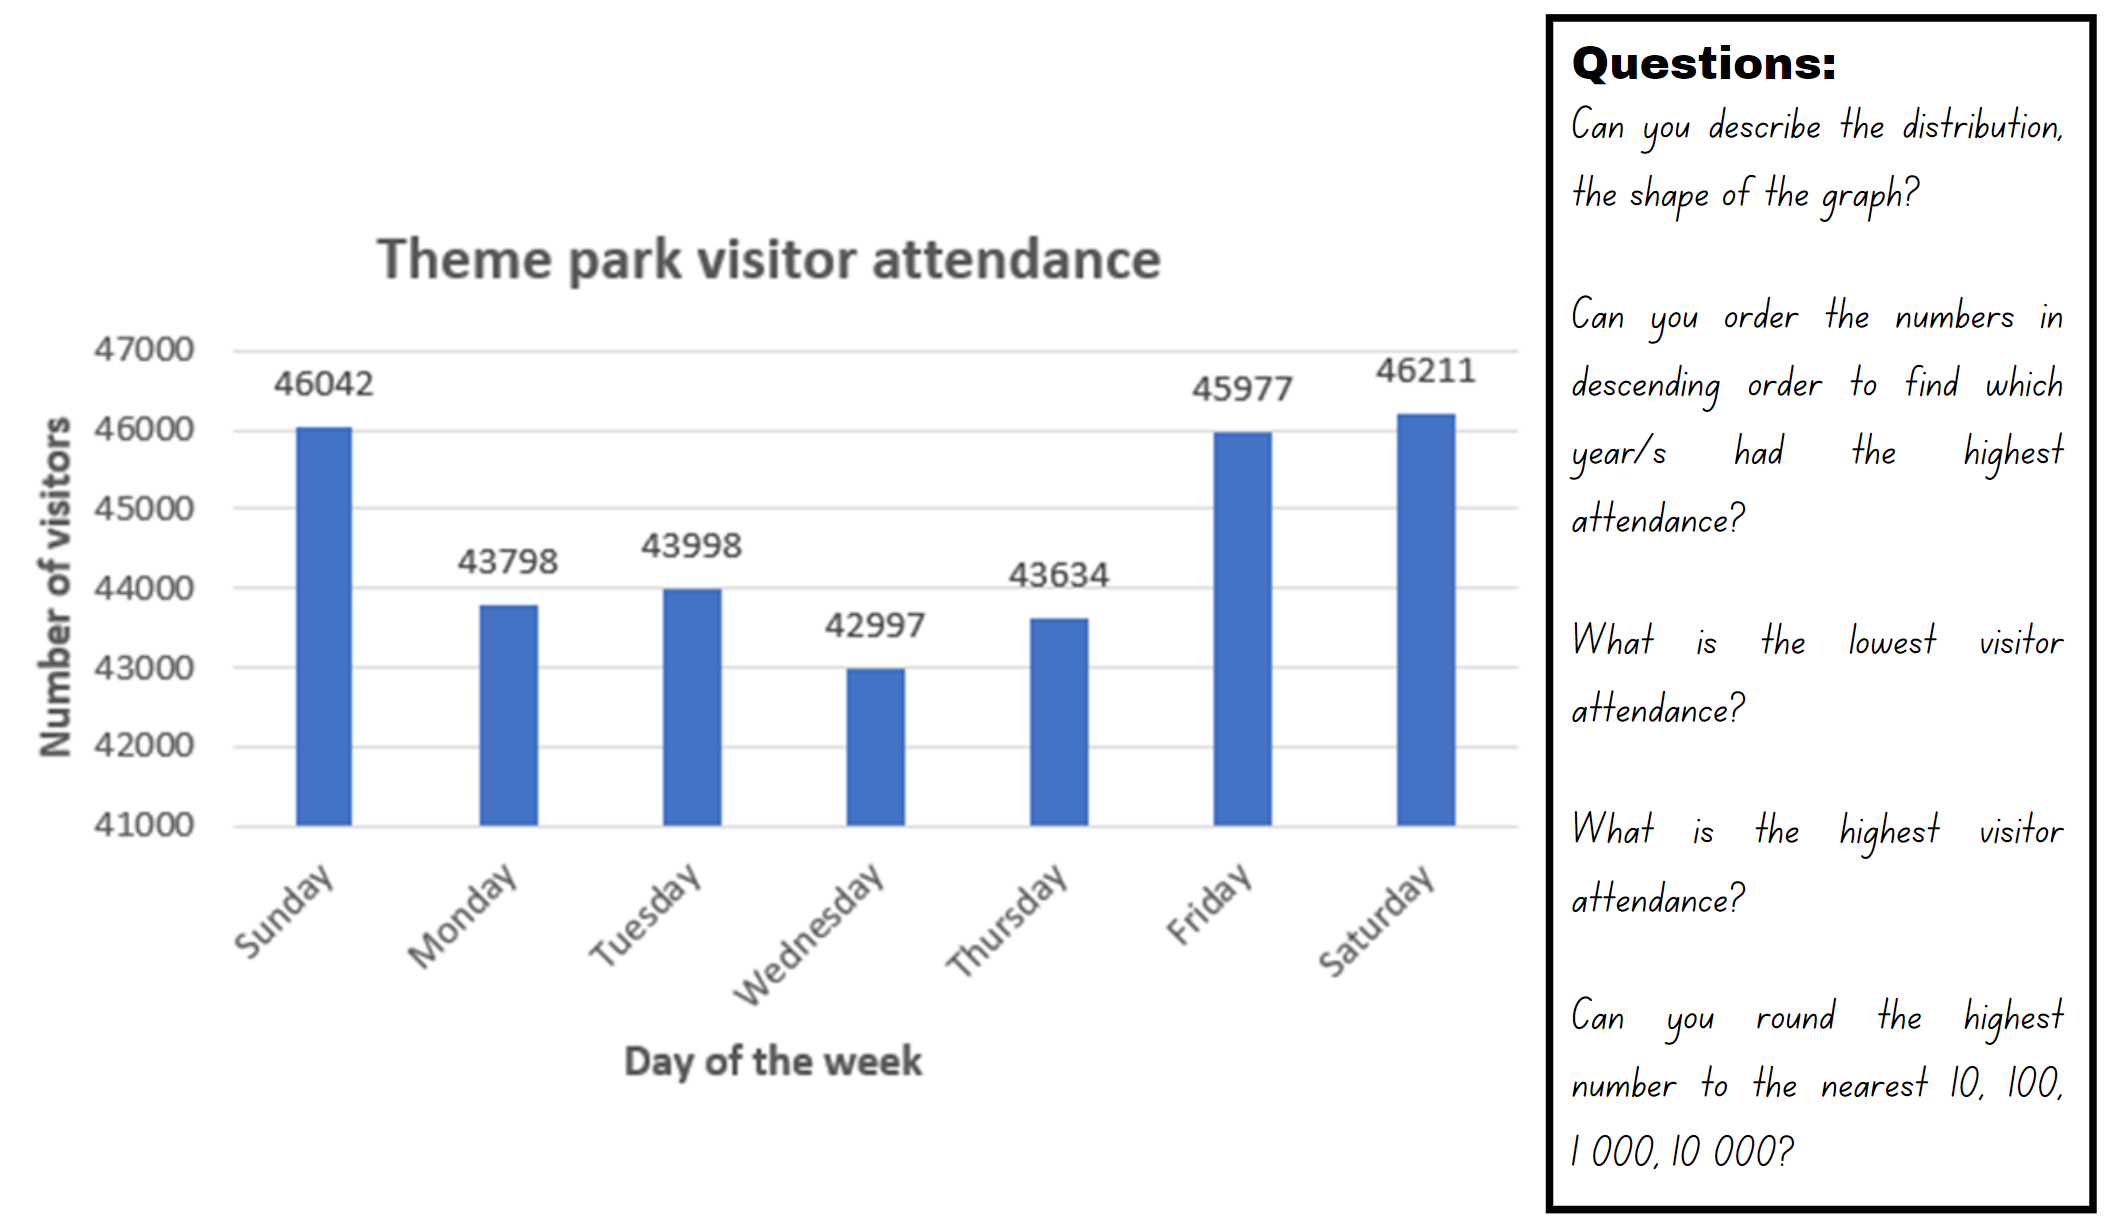 Theme park visitor attendance
Number of visitors
47000
46000
45000
44000
43000
42000
41000
46042
43798
43998
42997
43634
45977
46211
Sunday
Monday
Tuesday
Wednesday
Thursday
Friday
Saturday
Day of the week
Questions:
Can you describe the distribution,
the shape of the graph?
Can you order the numbers in
descending order to find which
year/s had the highest
attendance?
What is the lowest visitor
attendance?
What is the highest visitor
attendance?
Can you round the highest
number to the nearest 10, 100,
1 000, 10 000?